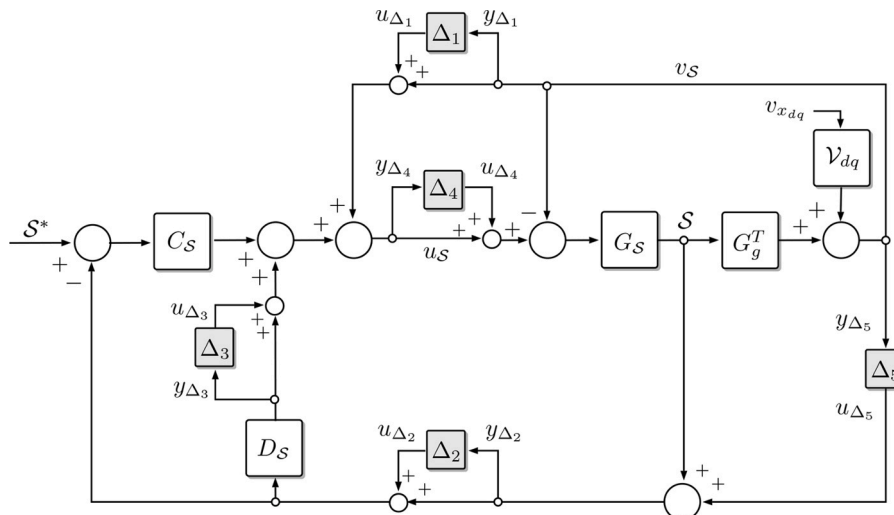 u_{Δ_1} Δ_1 y_{Δ_1}
+ +
v_𝒮
v_{x_{dq}}
𝒱_{dq}
y_{Δ_4} Δ_4 u_{Δ_4}
𝒮* C_𝒮 + + + u_𝒮 + + + − G_𝒮 𝒮 G_g^T + +
+ − + +
u_{Δ_3} + +
Δ_3
y_{Δ_3}
y_{Δ_5}
Δ_5
u_{Δ_5}
D_𝒮
u_{Δ_2} Δ_2 y_{Δ_2}
+ + + +